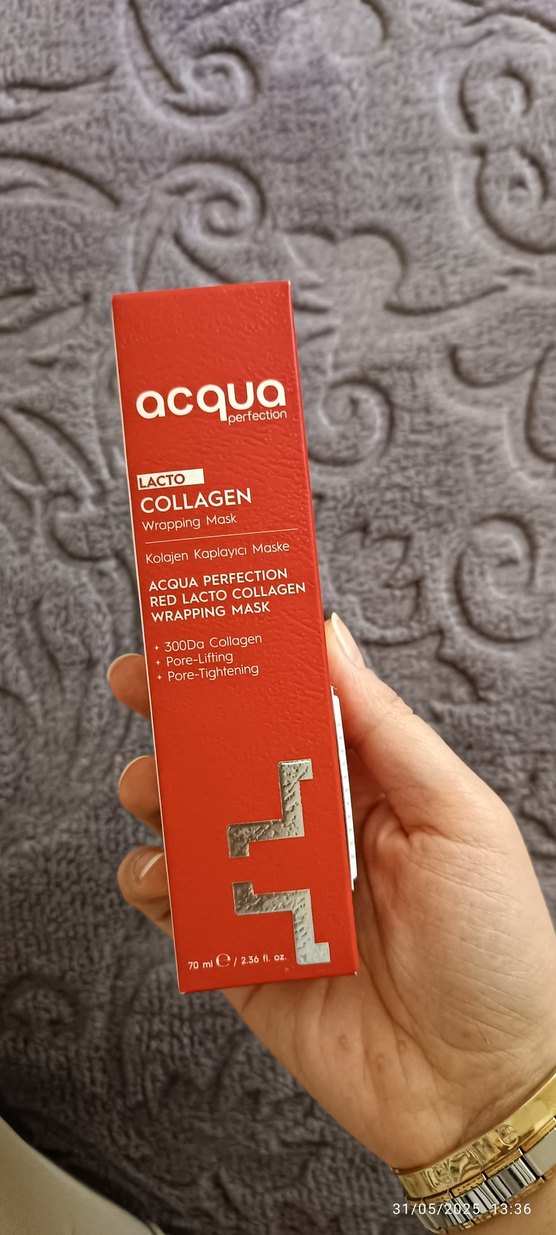 acqua
perfection
LACTO
COLLAGEN
Wrapping Mask
Kolajen Kaplayıcı Maske
ACQUA PERFECTION
RED LACTO COLLAGEN
WRAPPING MASK
+ 300Da Collagen
+ Pore-Lifting
+ Pore-Tightening
70 ml ℮ / 2.36 fl. oz.
31/05/2025 13:36